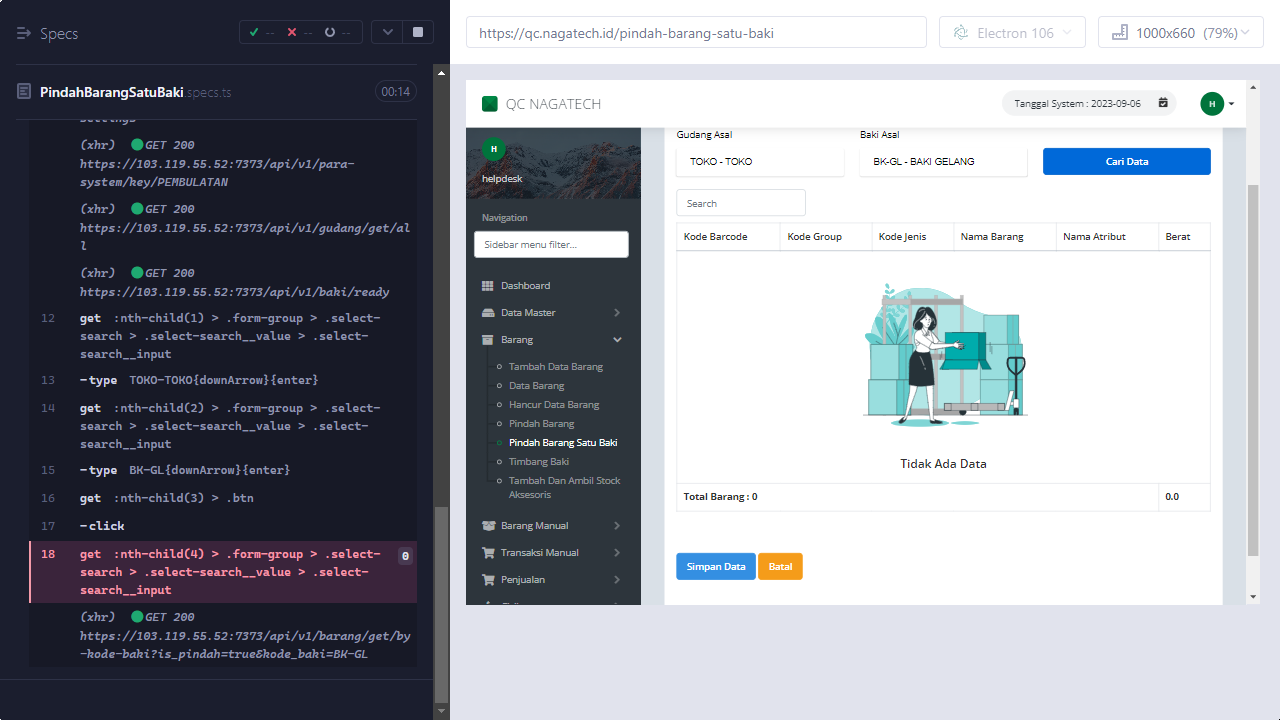 Specs
-- -- --
PindahBarangSatuBaki.specs.ts
00:14
settings
(xhr) GET 200
https://103.119.55.52:7373/api/v1/para-
system/key/PEMBULATAN
(xhr) GET 200
https://103.119.55.52:7373/api/v1/gudang/get/al
l
(xhr) GET 200
https://103.119.55.52:7373/api/v1/baki/ready
12 get :nth-child(1) > .form-group > .select-
search > .select-search__value > .select-
search__input
13 -type TOKO-TOKO{downArrow}{enter}
14 get :nth-child(2) > .form-group > .select-
search > .select-search__value > .select-
search__input
15 -type BK-GL{downArrow}{enter}
16 get :nth-child(3) > .btn
17 -click
18 get :nth-child(4) > .form-group > .select-
search > .select-search__value > .select-
search__input
0
(xhr) GET 200
https://103.119.55.52:7373/api/v1/barang/get/by
-kode-baki?is_pindah=true&kode_baki=BK-GL
https://qc.nagatech.id/pindah-barang-satu-baki
Electron 106
1000x660 (79%)
QC NAGATECH
Tanggal System : 2023-09-06
H
H
helpdesk
Navigation
Sidebar menu filter...
Dashboard
Data Master
Barang
Tambah Data Barang
Data Barang
Hancur Data Barang
Pindah Barang
Pindah Barang Satu Baki
Timbang Baki
Tambah Dan Ambil Stock
Aksesoris
Barang Manual
Transaksi Manual
Penjualan
Gudang Asal
Baki Asal
TOKO - TOKO
BK-GL - BAKI GELANG
Cari Data
Search
Kode Barcode Kode Group Kode Jenis Nama Barang Nama Atribut Berat
Tidak Ada Data
Total Barang : 0
0.0
Simpan Data
Batal